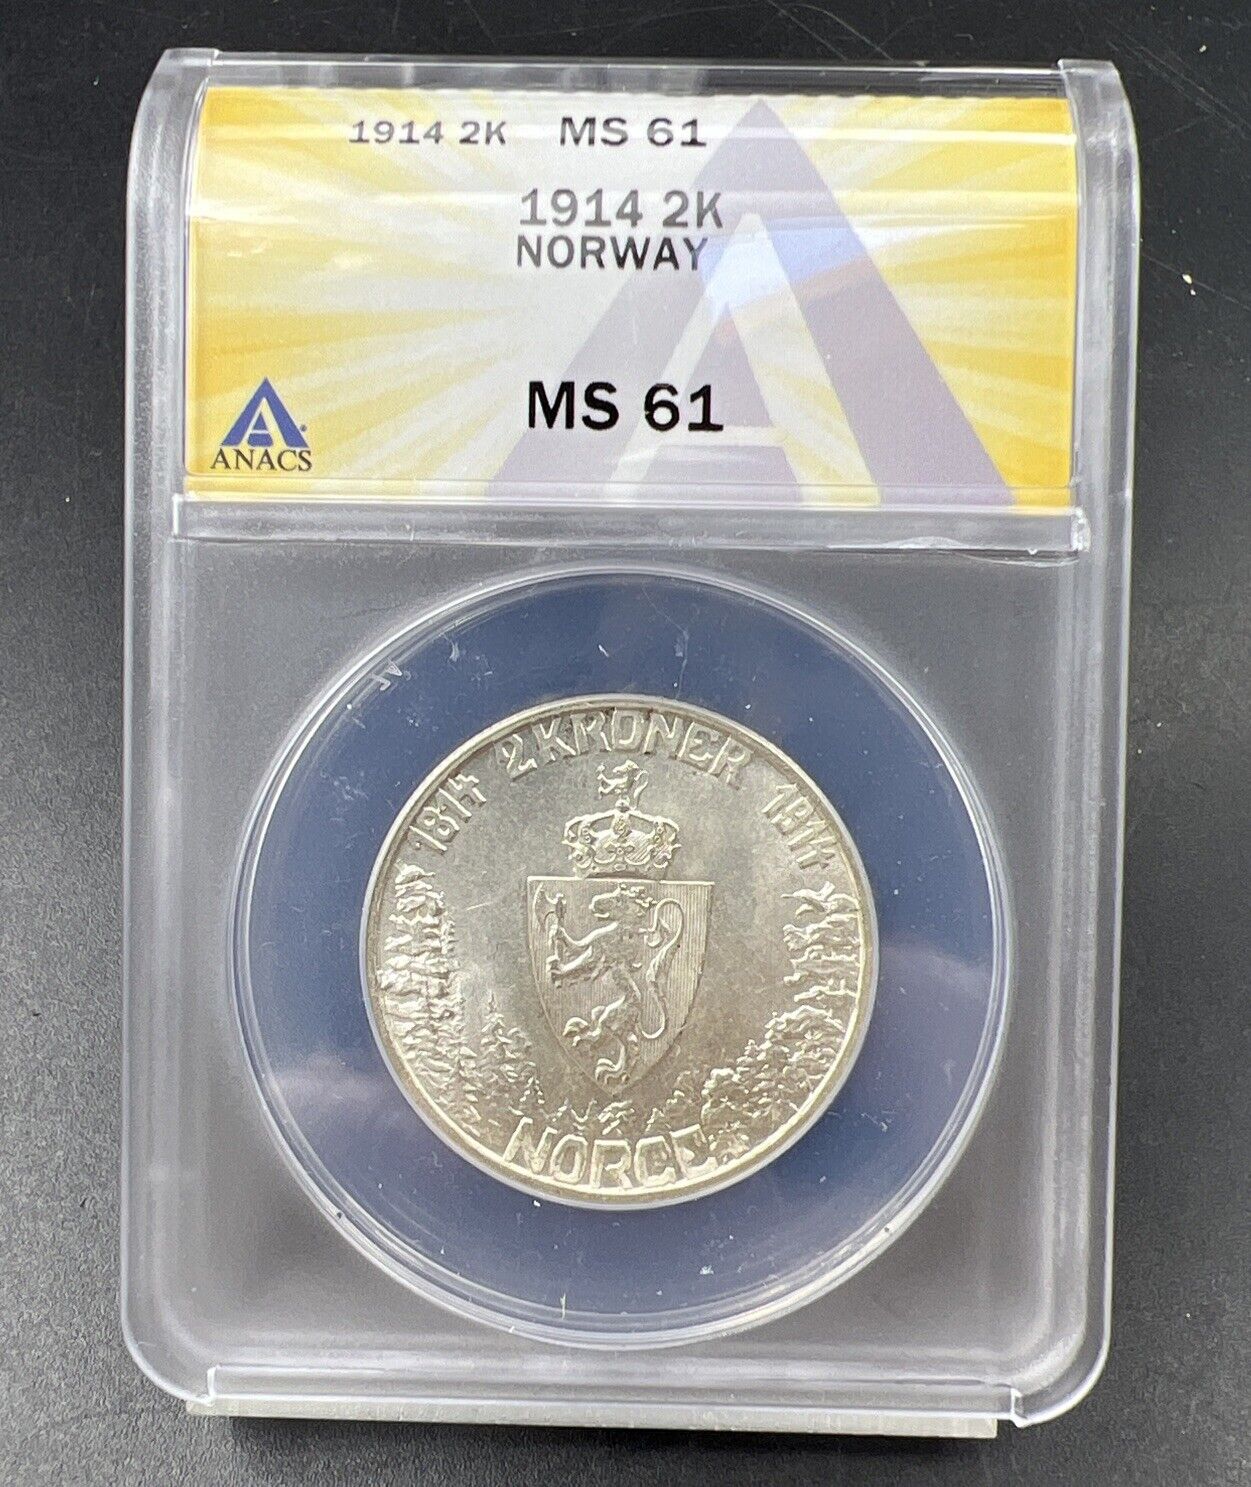 1914 2K MS 61
1914 2K
NORWAY
MS 61
ANACS
1814 2 KRONER 1914
NORGE